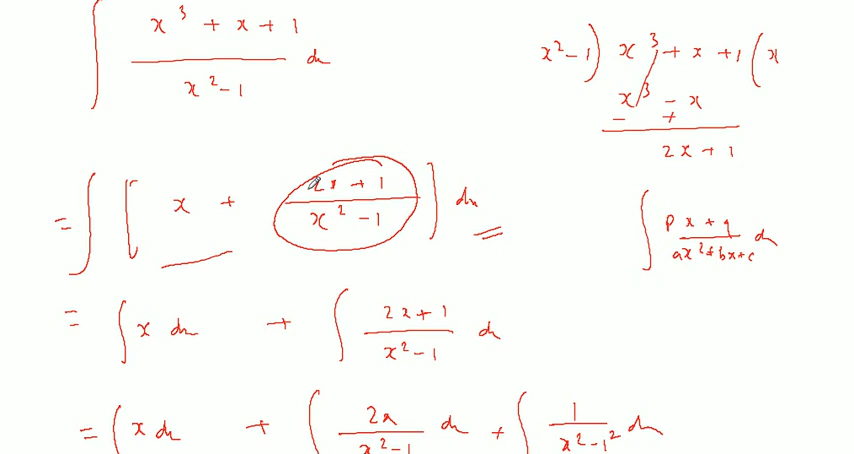 ∫ (x³ + x + 1)/(x² - 1) dx
x² - 1 ) x³ + x + 1 ( x
x³ - x
- +
2x + 1
= ∫ [ x + (2x + 1)/(x² - 1) ] dx
∫ (px + q)/(ax² + bx + c) dx
= ∫ x dx + ∫ (2x + 1)/(x² - 1) dx
= ∫ x dx + ∫ 2x/(x² - 1) dx + ∫ 1/(x² - 1²) dx